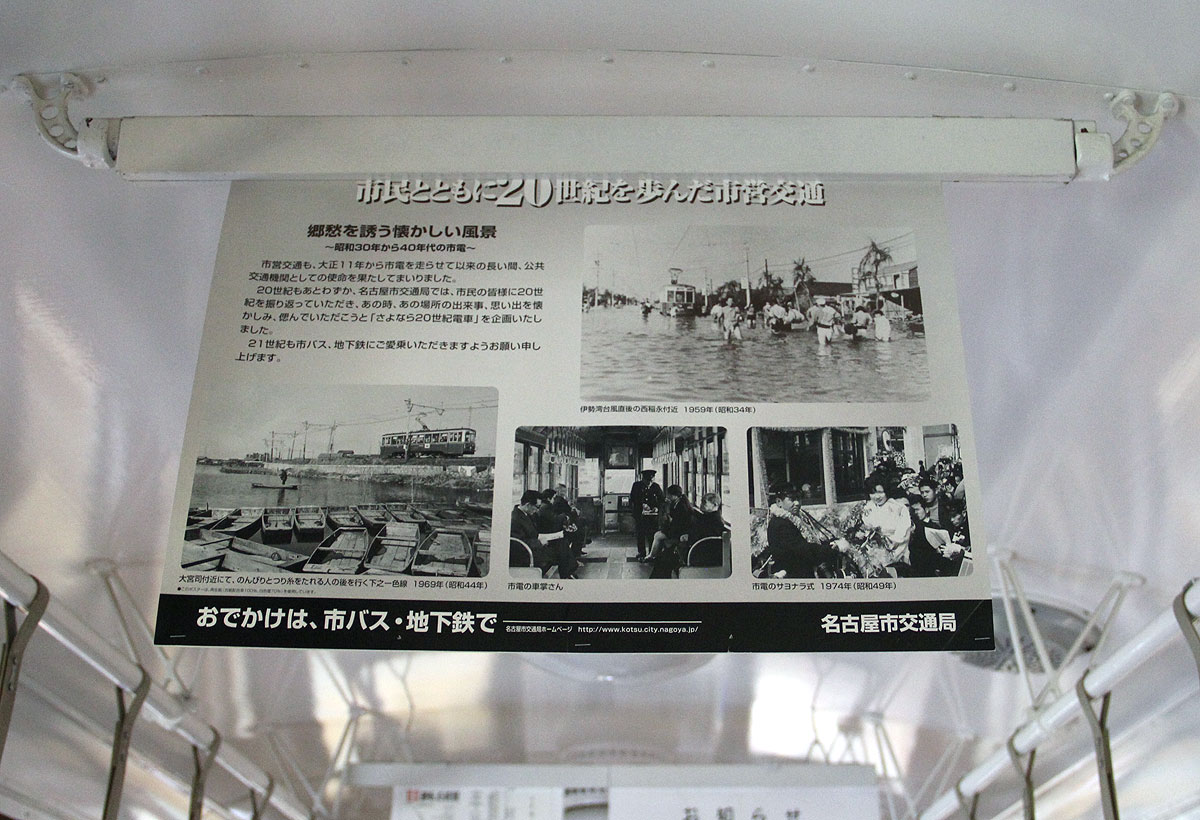 市民とともに20世紀を歩んだ市営交通
郷愁を誘う懐かしい風景
～昭和30年から40年代の市電～
市営交通も、大正11年から市電を走らせて以来の長い間、公共
交通機関としての使命を果たしてまいりました。
20世紀もあとわずか、名古屋市交通局では、市民の皆様に20世
紀を振り返っていただき、あの時、あの場所の出来事、思い出を懐
かしみ、偲んでいただこうと「さよなら20世紀電車」を企画いたし
ました。
21世紀も市バス、地下鉄にご愛乗いただきますようお願い申し
上げます。
伊勢湾台風直後の西稲永付近 1959年(昭和34年)
大宮司付近にて、のんびりとつり糸をたれる人の後を行く下之一色線 1969年(昭和44年)
市電の車掌さん
市電のサヨナラ式 1974年(昭和49年)
おでかけは、市バス・地下鉄で
名古屋市交通局ホームページ http://www.kotsu.city.nagoya.jp/
名古屋市交通局
お知らせ